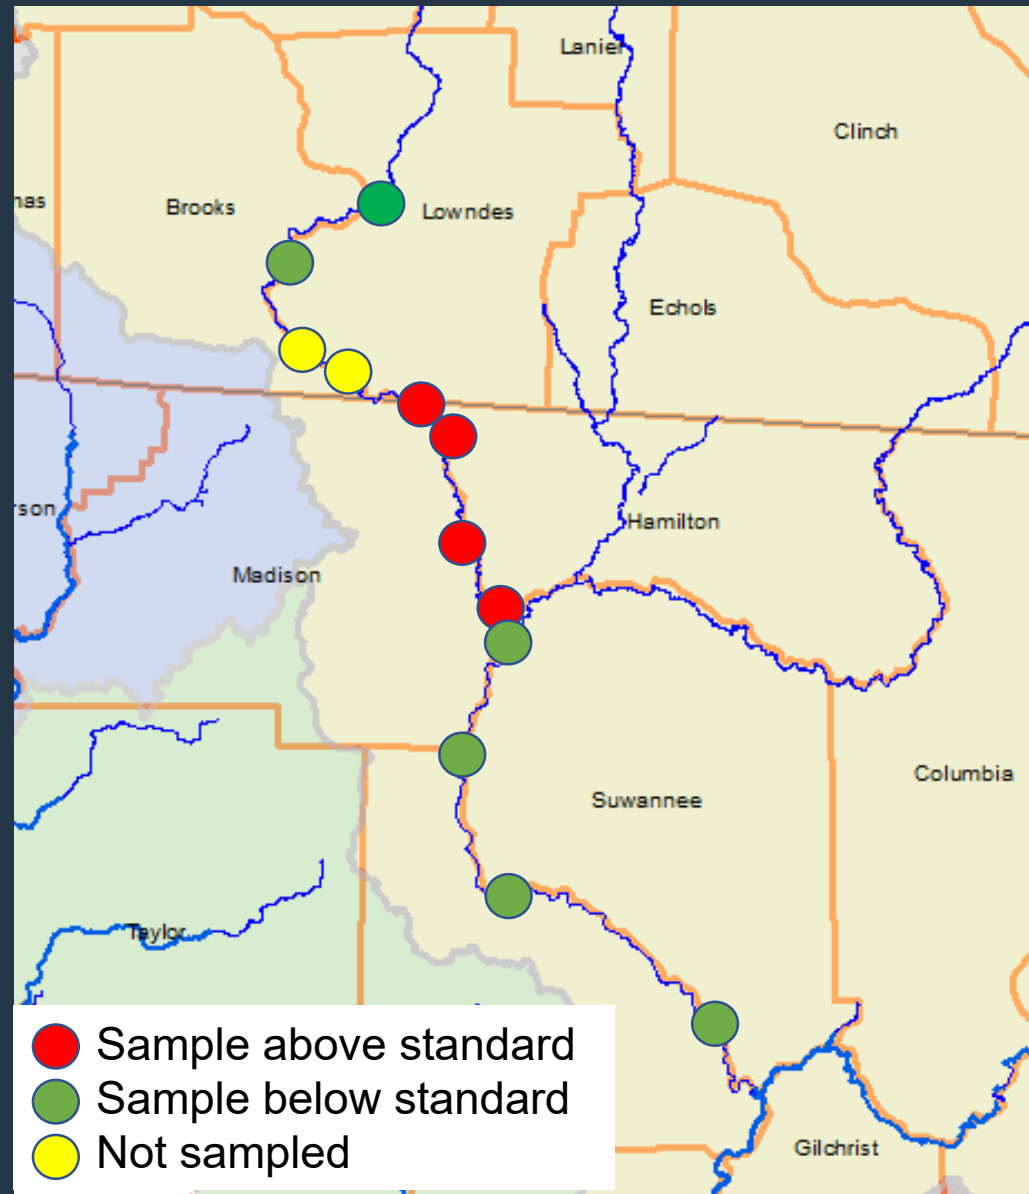 Lanier
Clinch
nas
Brooks
Lowndes
Echols
rson
Hamilton
Madison
Columbia
Suwannee
Taylor
Gilchrist
Sample above standard
Sample below standard
Not sampled